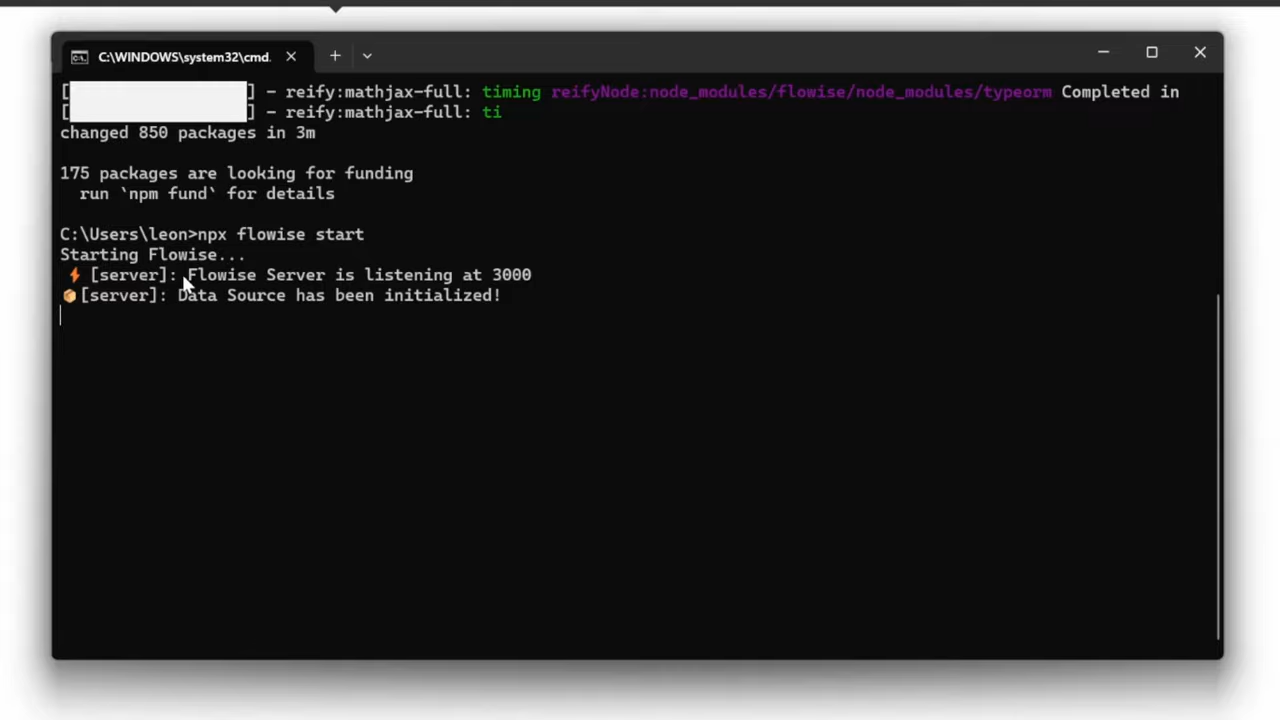 C:\WINDOWS\system32\cmd.
[ ] - reify:mathjax-full: timing reifyNode:node_modules/flowise/node_modules/typeorm Completed in
[ ] - reify:mathjax-full: ti
changed 850 packages in 3m
175 packages are looking for funding
run `npm fund` for details
C:\Users\leon>npx flowise start
Starting Flowise...
⚡ [server]: Flowise Server is listening at 3000
📦[server]: Data Source has been initialized!